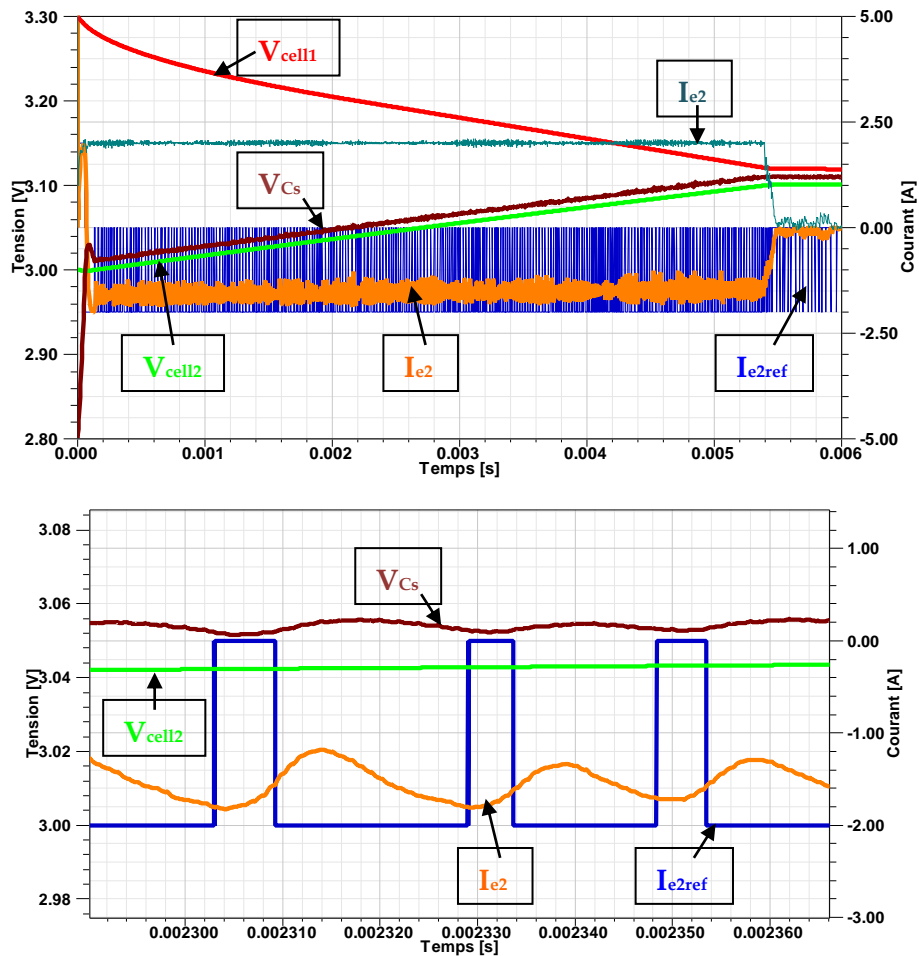 3.30
5.00
Vcell1
3.20
2.50
Ie2
VCs
3.10
0.00
3.00
2.90
-2.50
Vcell2
Ie2
Ie2ref
2.80
-5.00
0.000
0.001
0.002
0.003
0.004
0.005
0.006
Temps [s]
Tension [V]
Courant [A]
3.08
1.00
VCs
3.06
0.00
3.04
Vcell2
-1.00
3.02
3.00
-2.00
Ie2
Ie2ref
2.98
-3.00
0.002300
0.002310
0.002320
0.002330
0.002340
0.002350
0.002360
Temps [s]
Tension [V]
Courant [A]